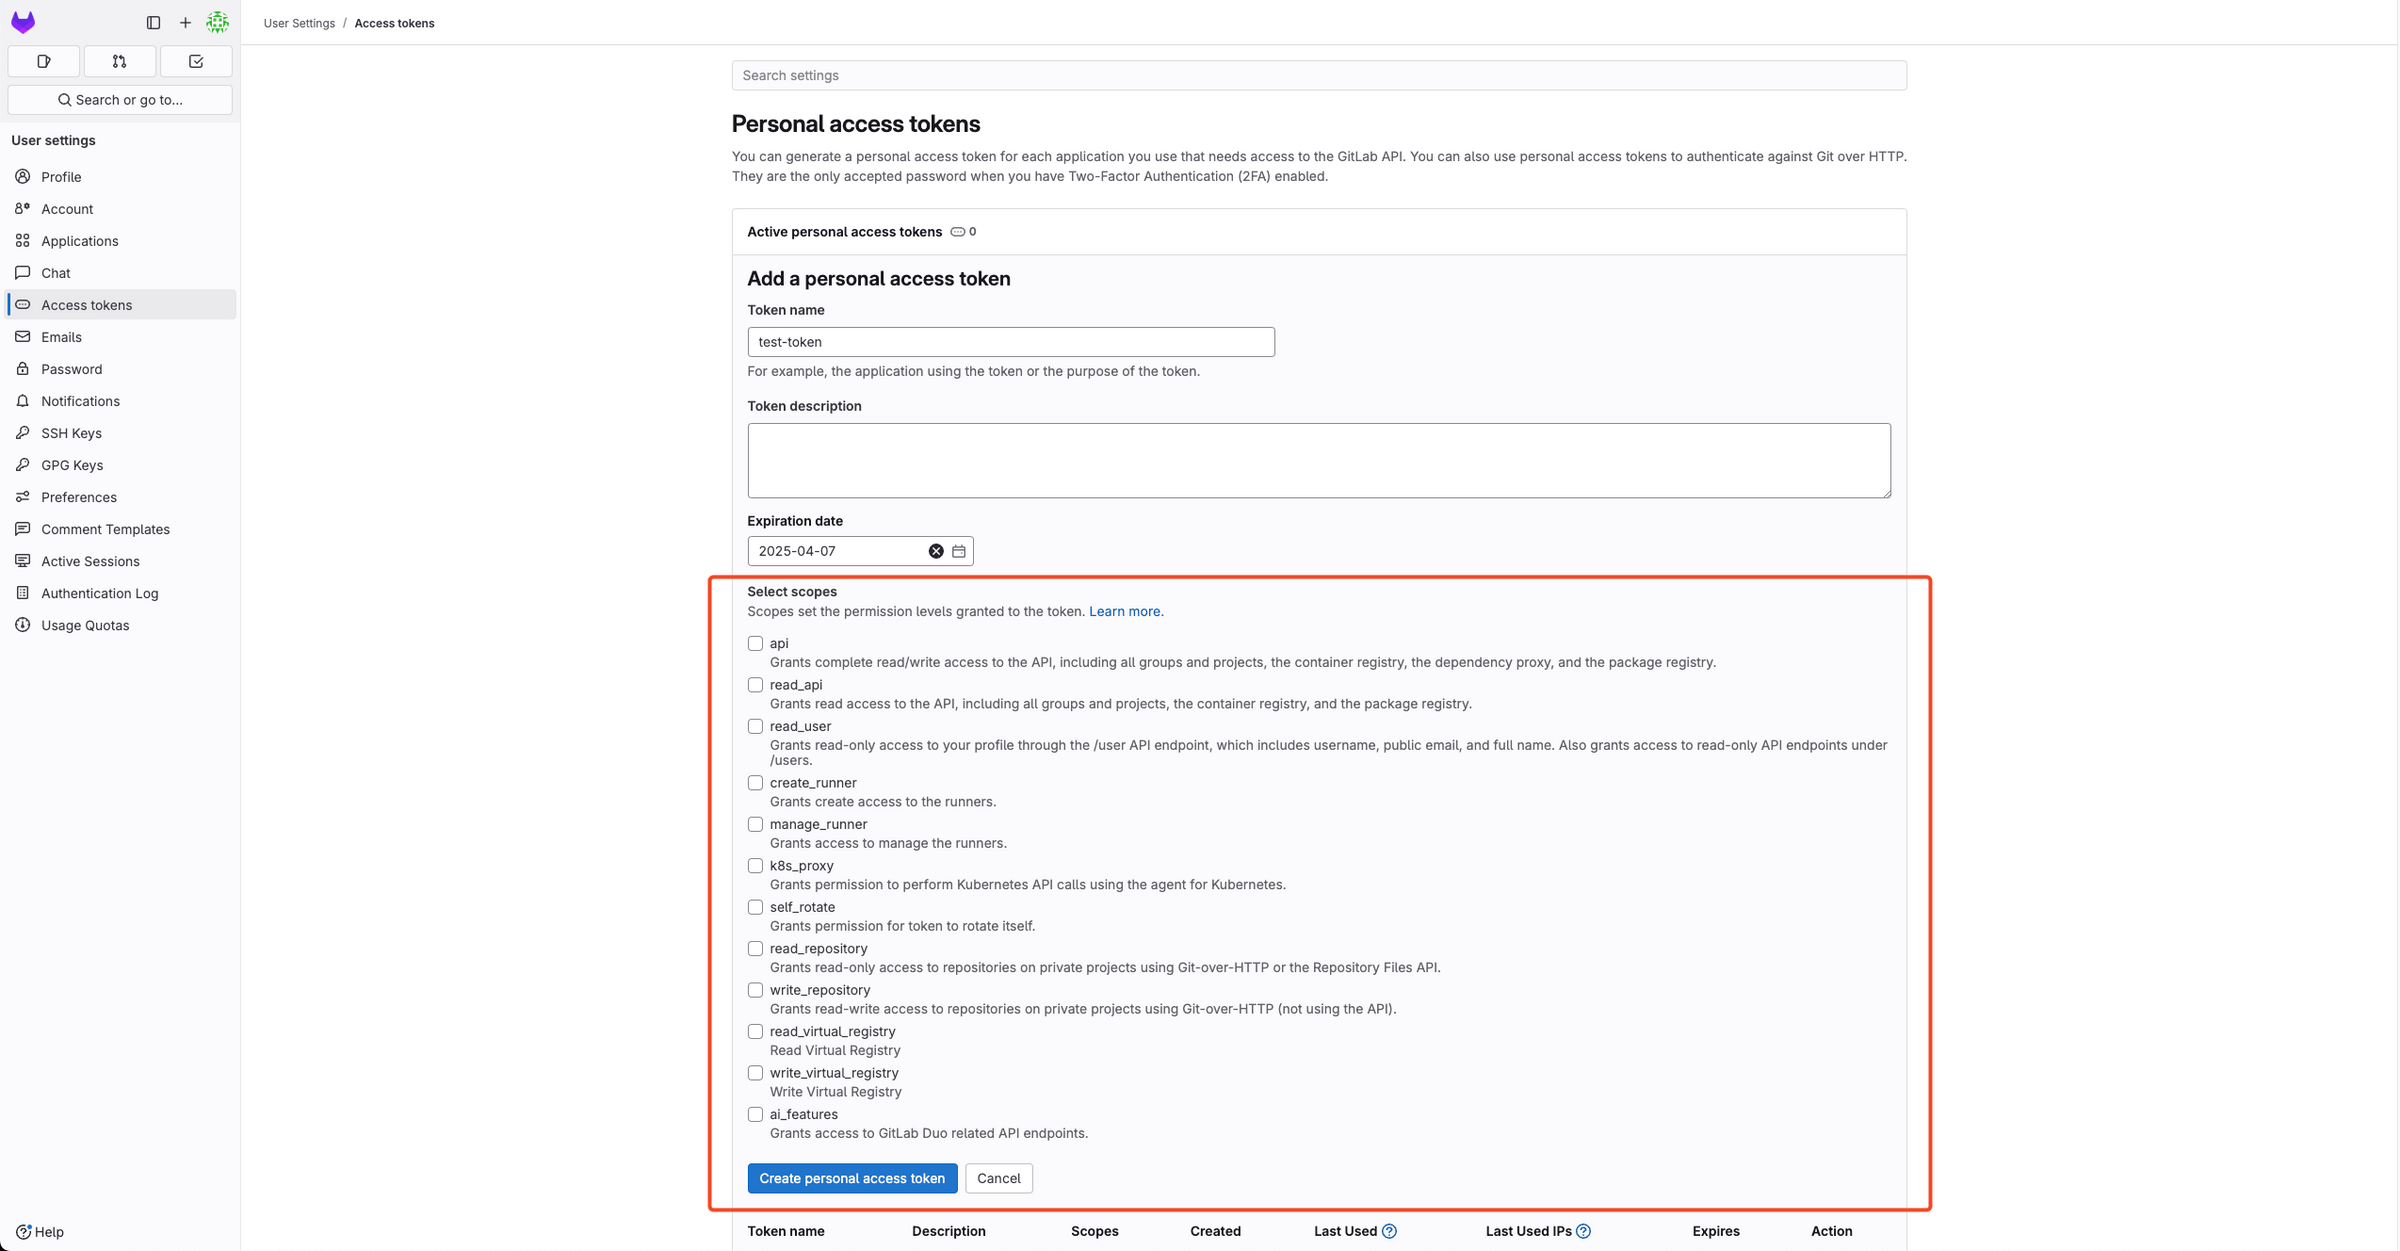 User Settings / Access tokens
Search or go to...
User settings
Profile
Account
Applications
Chat
Access tokens
Emails
Password
Notifications
SSH Keys
GPG Keys
Preferences
Comment Templates
Active Sessions
Authentication Log
Usage Quotas
Help
Search settings
Personal access tokens
You can generate a personal access token for each application you use that needs access to the GitLab API. You can also use personal access tokens to authenticate against Git over HTTP.
They are the only accepted password when you have Two-Factor Authentication (2FA) enabled.
Active personal access tokens 0
Add a personal access token
Token name
test-token
For example, the application using the token or the purpose of the token.
Token description
Expiration date
2025-04-07
Select scopes
Scopes set the permission levels granted to the token. Learn more.
api
Grants complete read/write access to the API, including all groups and projects, the container registry, the dependency proxy, and the package registry.
read_api
Grants read access to the API, including all groups and projects, the container registry, and the package registry.
read_user
Grants read-only access to your profile through the /user API endpoint, which includes username, public email, and full name. Also grants access to read-only API endpoints under
/users.
create_runner
Grants create access to the runners.
manage_runner
Grants access to manage the runners.
k8s_proxy
Grants permission to perform Kubernetes API calls using the agent for Kubernetes.
self_rotate
Grants permission for token to rotate itself.
read_repository
Grants read-only access to repositories on private projects using Git-over-HTTP or the Repository Files API.
write_repository
Grants read-write access to repositories on private projects using Git-over-HTTP (not using the API).
read_virtual_registry
Read Virtual Registry
write_virtual_registry
Write Virtual Registry
ai_features
Grants access to GitLab Duo related API endpoints.
Create personal access token Cancel
Token name Description Scopes Created Last Used Last Used IPs Expires Action